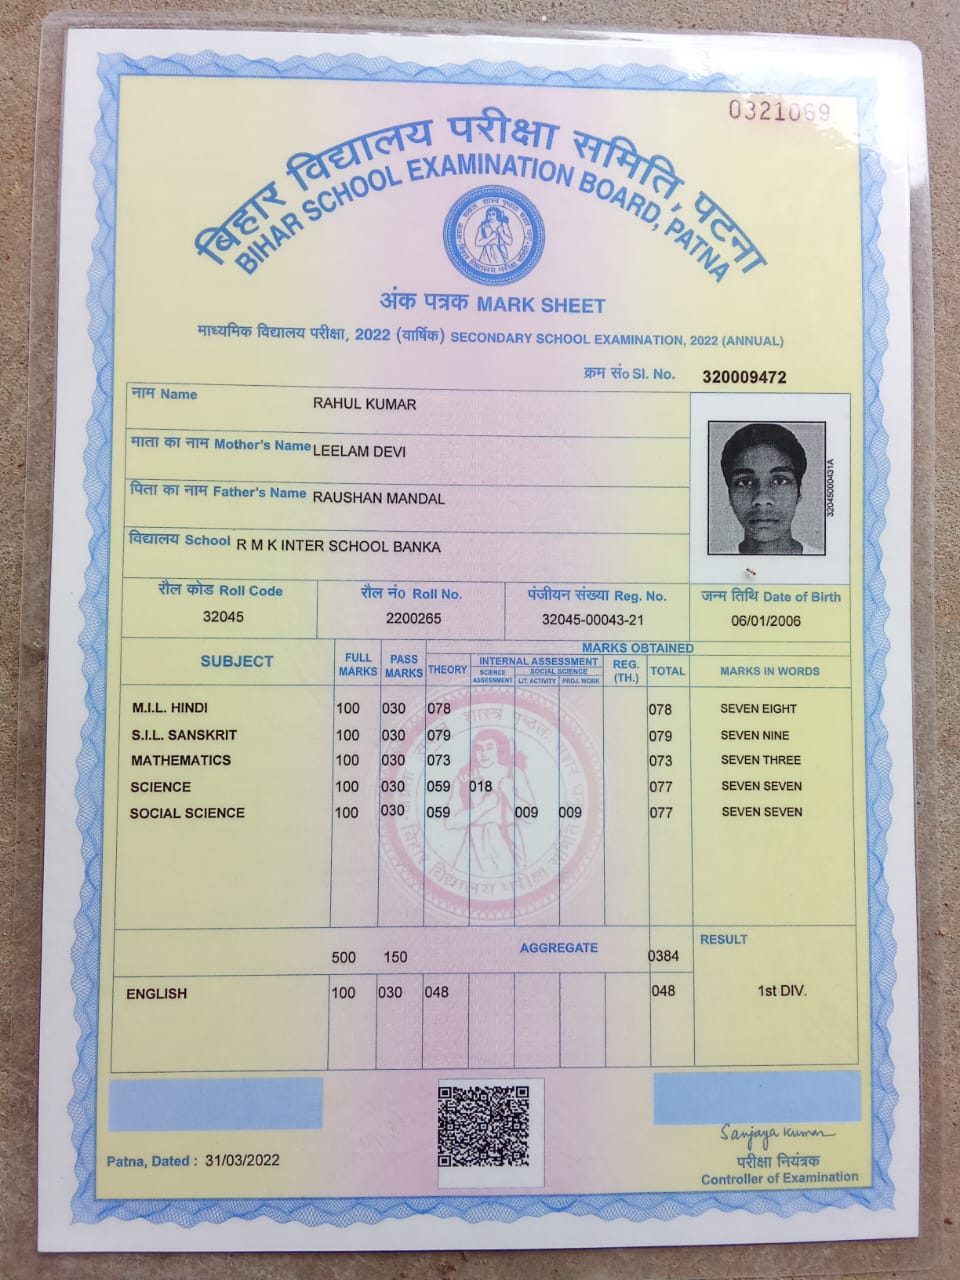 0321069
बिहार विद्यालय परीक्षा समिति, पटना
BIHAR SCHOOL EXAMINATION BOARD, PATNA
अंक पत्रक MARK SHEET
माध्यमिक विद्यालय परीक्षा, 2022 (वार्षिक) SECONDARY SCHOOL EXAMINATION, 2022 (ANNUAL)
क्रम सं० Sl. No. 320009472
नाम Name RAHUL KUMAR
माता का नाम Mother's Name LEELAM DEVI
पिता का नाम Father's Name RAUSHAN MANDAL
विद्यालय School R M K INTER SCHOOL BANKA
32045000431A
रौल कोड Roll Code रौल नं० Roll No. पंजीयन संख्या Reg. No. जन्म तिथि Date of Birth
32045 2200265 32045-00043-21 06/01/2006
MARKS OBTAINED
SUBJECT FULL MARKS PASS MARKS THEORY INTERNAL ASSESSMENT REG. (TH.) TOTAL MARKS IN WORDS
SCIENCE ASSESSMENT SOCIAL SCIENCE
LIT. ACTIVITY PROJ. WORK
M.I.L. HINDI 100 030 078 078 SEVEN EIGHT
S.I.L. SANSKRIT 100 030 079 079 SEVEN NINE
MATHEMATICS 100 030 073 073 SEVEN THREE
SCIENCE 100 030 059 018 077 SEVEN SEVEN
SOCIAL SCIENCE 100 030 059 009 009 077 SEVEN SEVEN
बिहार विद्यालय परीक्षा
500 150 AGGREGATE 0384 RESULT
ENGLISH 100 030 048 048 1st DIV.
Sanjaya Kumar
Patna, Dated : 31/03/2022
परीक्षा नियंत्रक
Controller of Examination